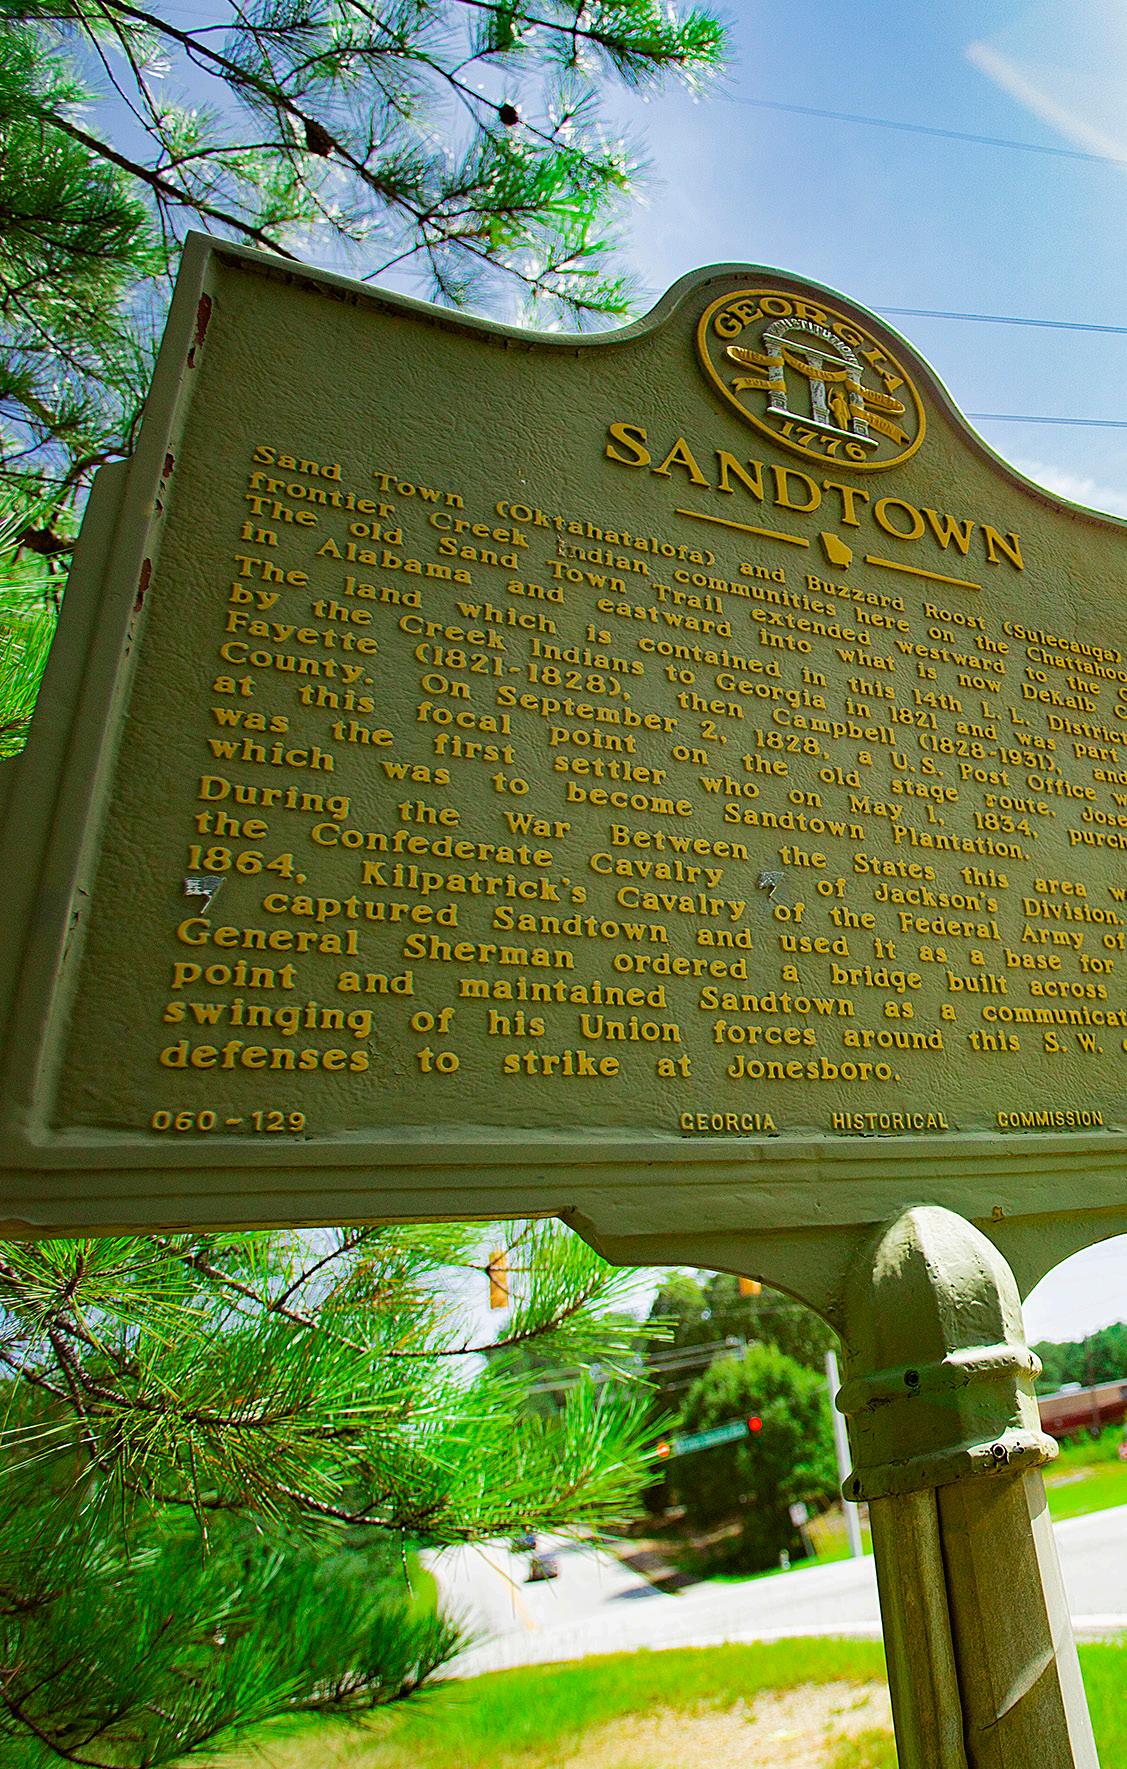 GEORGIA
CONSTITUTION
1776
SANDTOWN
Sand Town (Oktahatalofa) and Buzzard Roost (Sulecauga)
frontier Creek Indian communities here on the Chattahoo
The old Sand Town Trail extended westward to the
in Alabama and eastward into what is now DeKalb C
The land which is contained in this 14th L. L. District
by the Creek Indians to Georgia in 1821 and was part
Fayette (1821-1828), then Campbell (1828-1931), and
County. On September 2, 1828, a U.S. Post Office w
at this focal point on the old stage route. Jose
was the first settler who on May 1, 1834, purch
which was to become Sandtown Plantation.
During the War Between the States this area w
the Confederate Cavalry of Jackson's Division.
1864, Kilpatrick's Cavalry of the Federal Army of
captured Sandtown and used it as a base for
General Sherman ordered a bridge built across
point and maintained Sandtown as a communicat
swinging of his Union forces around this S. W.
defenses to strike at Jonesboro.
060-129 GEORGIA HISTORICAL COMMISSION